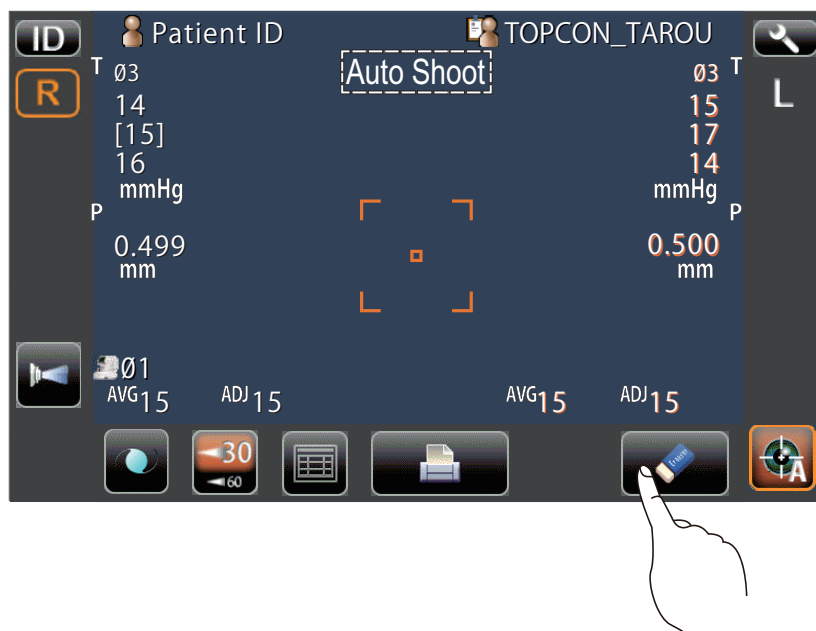 ID
Patient ID
TOPCON_TAROU
R
L
Auto Shoot
T Ø3
14
[15]
16
mmHg
P
0.499
mm
Ø3 T
15
17
14
mmHg
P
0.500
mm
Ø1
AVG15 ADJ15
AVG15 ADJ15
30
60
Eraser
A